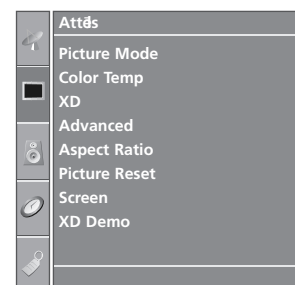 Picture Mode
Color Temp
XD
Advanced
Aspect Ratio
Picture Reset
Screen
XD Demo